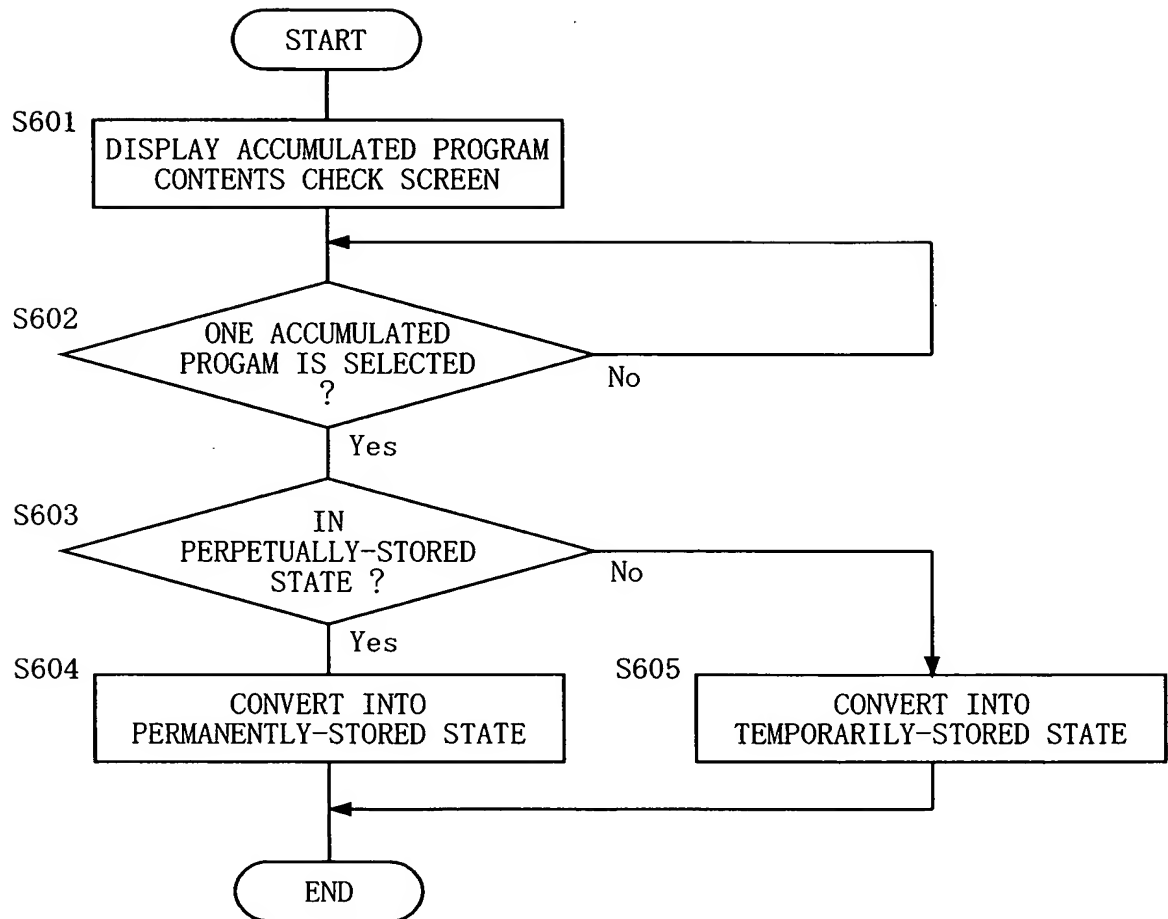 START
S601
DISPLAY ACCUMULATED PROGRAM
CONTENTS CHECK SCREEN
S602
ONE ACCUMULATED
PROGAM IS SELECTED
?
No
Yes
S603
IN
PERPETUALLY-STORED
STATE ?
No
Yes
S604
CONVERT INTO
PERMANENTLY-STORED STATE
S605
CONVERT INTO
TEMPORARILY-STORED STATE
END